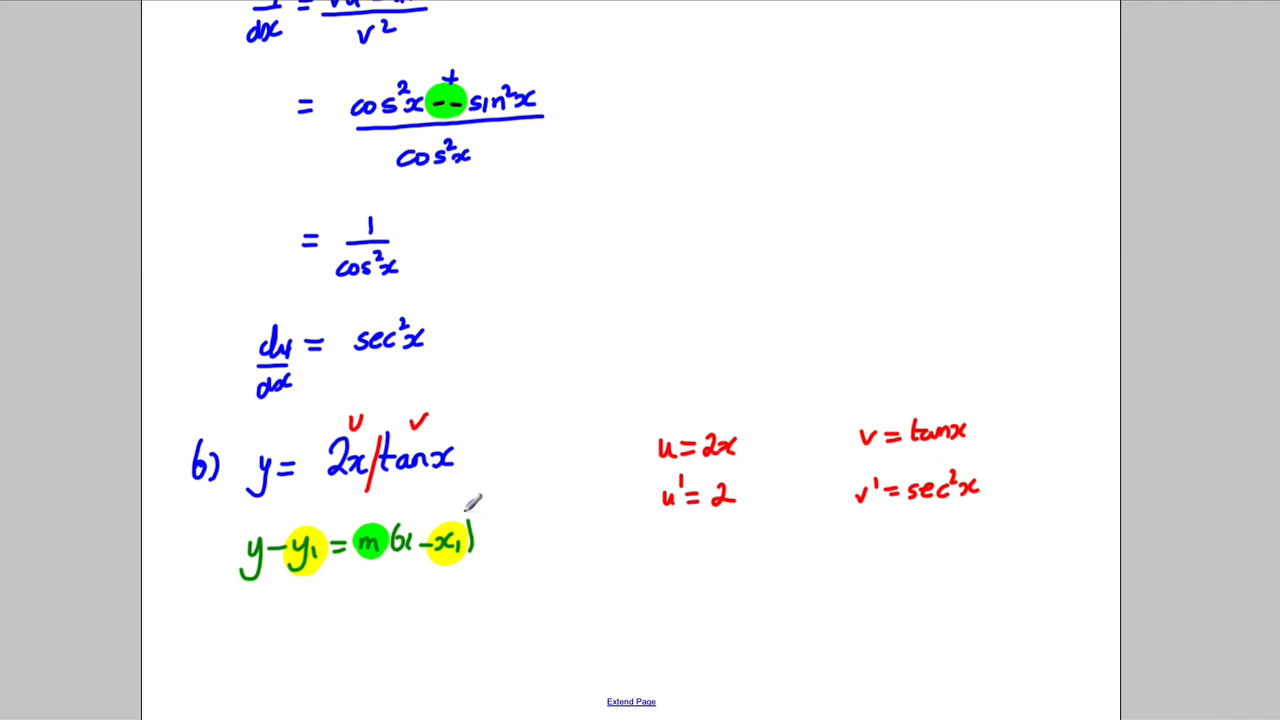 dx = v²
= cos²x -- + sin²x
cos²x
= 1
cos²x
dy = sec²x
dx
u v
b) y = 2x/tanx
u = 2x v = tanx
u' = 2 v' = sec²x
y - y₁ = m(x - x₁)
Extend Page